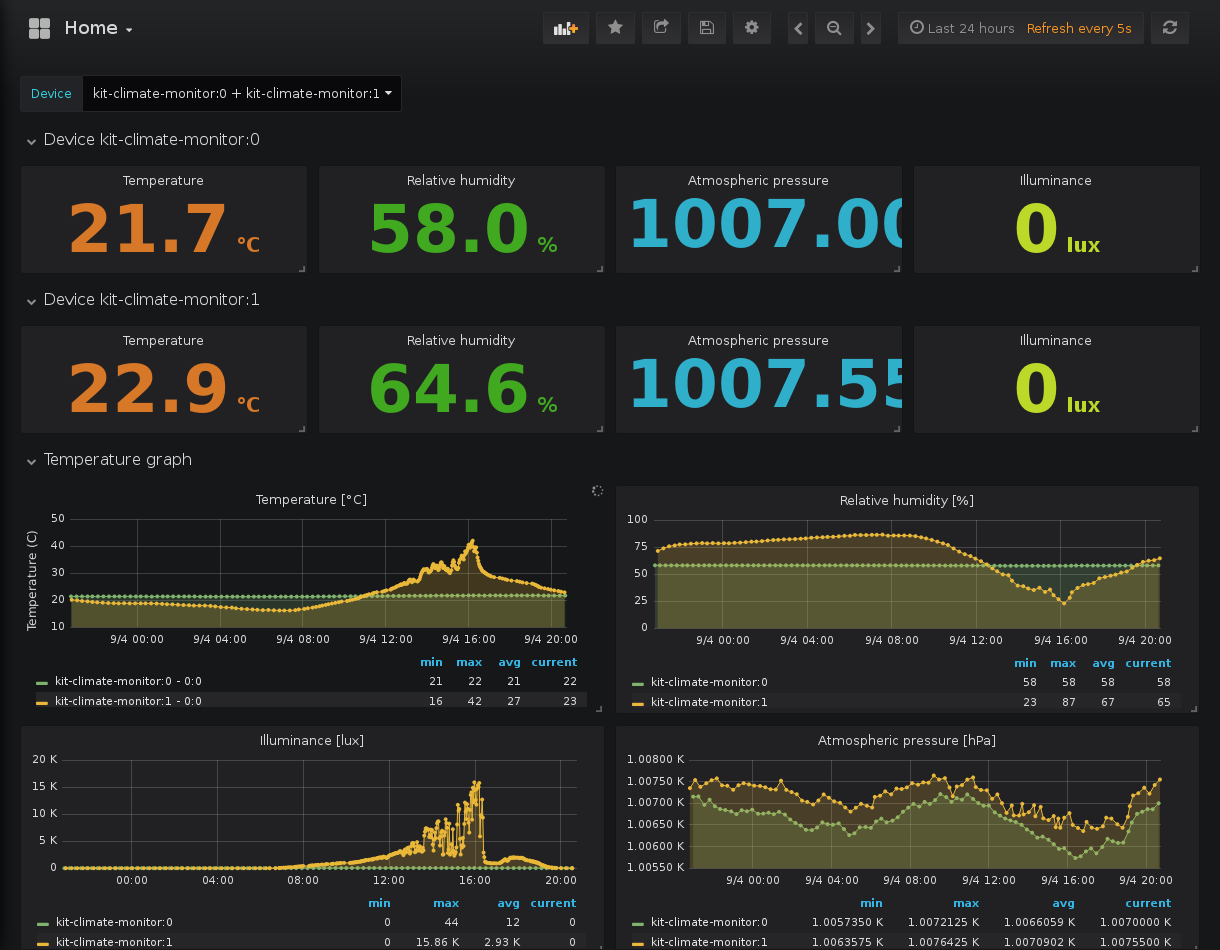 Home
Last 24 hours Refresh every 5s
Device kit-climate-monitor:0 + kit-climate-monitor:1
Device kit-climate-monitor:0
Temperature Relative humidity Atmospheric pressure Illuminance
21.7 °C 58.0 % 1007.00 0 lux
Device kit-climate-monitor:1
Temperature Relative humidity Atmospheric pressure Illuminance
22.9 °C 64.6 % 1007.55 0 lux
Temperature graph
Temperature [°C]
Temperature (C)
50
40
30
20
10
9/4 00:00 9/4 04:00 9/4 08:00 9/4 12:00 9/4 16:00 9/4 20:00
min max avg current
kit-climate-monitor:0 - 0:0 21 22 21 22
kit-climate-monitor:1 - 0:0 16 42 27 23
Relative humidity [%]
100
75
50
25
0
9/4 00:00 9/4 04:00 9/4 08:00 9/4 12:00 9/4 16:00 9/4 20:00
min max avg current
kit-climate-monitor:0 58 58 58 58
kit-climate-monitor:1 23 87 67 65
Illuminance [lux]
20 K
15 K
10 K
5 K
0
00:00 04:00 08:00 12:00 16:00 20:00
min max avg current
kit-climate-monitor:0 0 44 12 0
kit-climate-monitor:1 0 15.86 K 2.93 K 0
Atmospheric pressure [hPa]
1.00800 K
1.00750 K
1.00700 K
1.00650 K
1.00600 K
1.00550 K
9/4 00:00 9/4 04:00 9/4 08:00 9/4 12:00 9/4 16:00 9/4 20:00
min max avg current
kit-climate-monitor:0 1.0057350 K 1.0072125 K 1.0066059 K 1.0070000 K
kit-climate-monitor:1 1.0063575 K 1.0076425 K 1.0070902 K 1.0075500 K